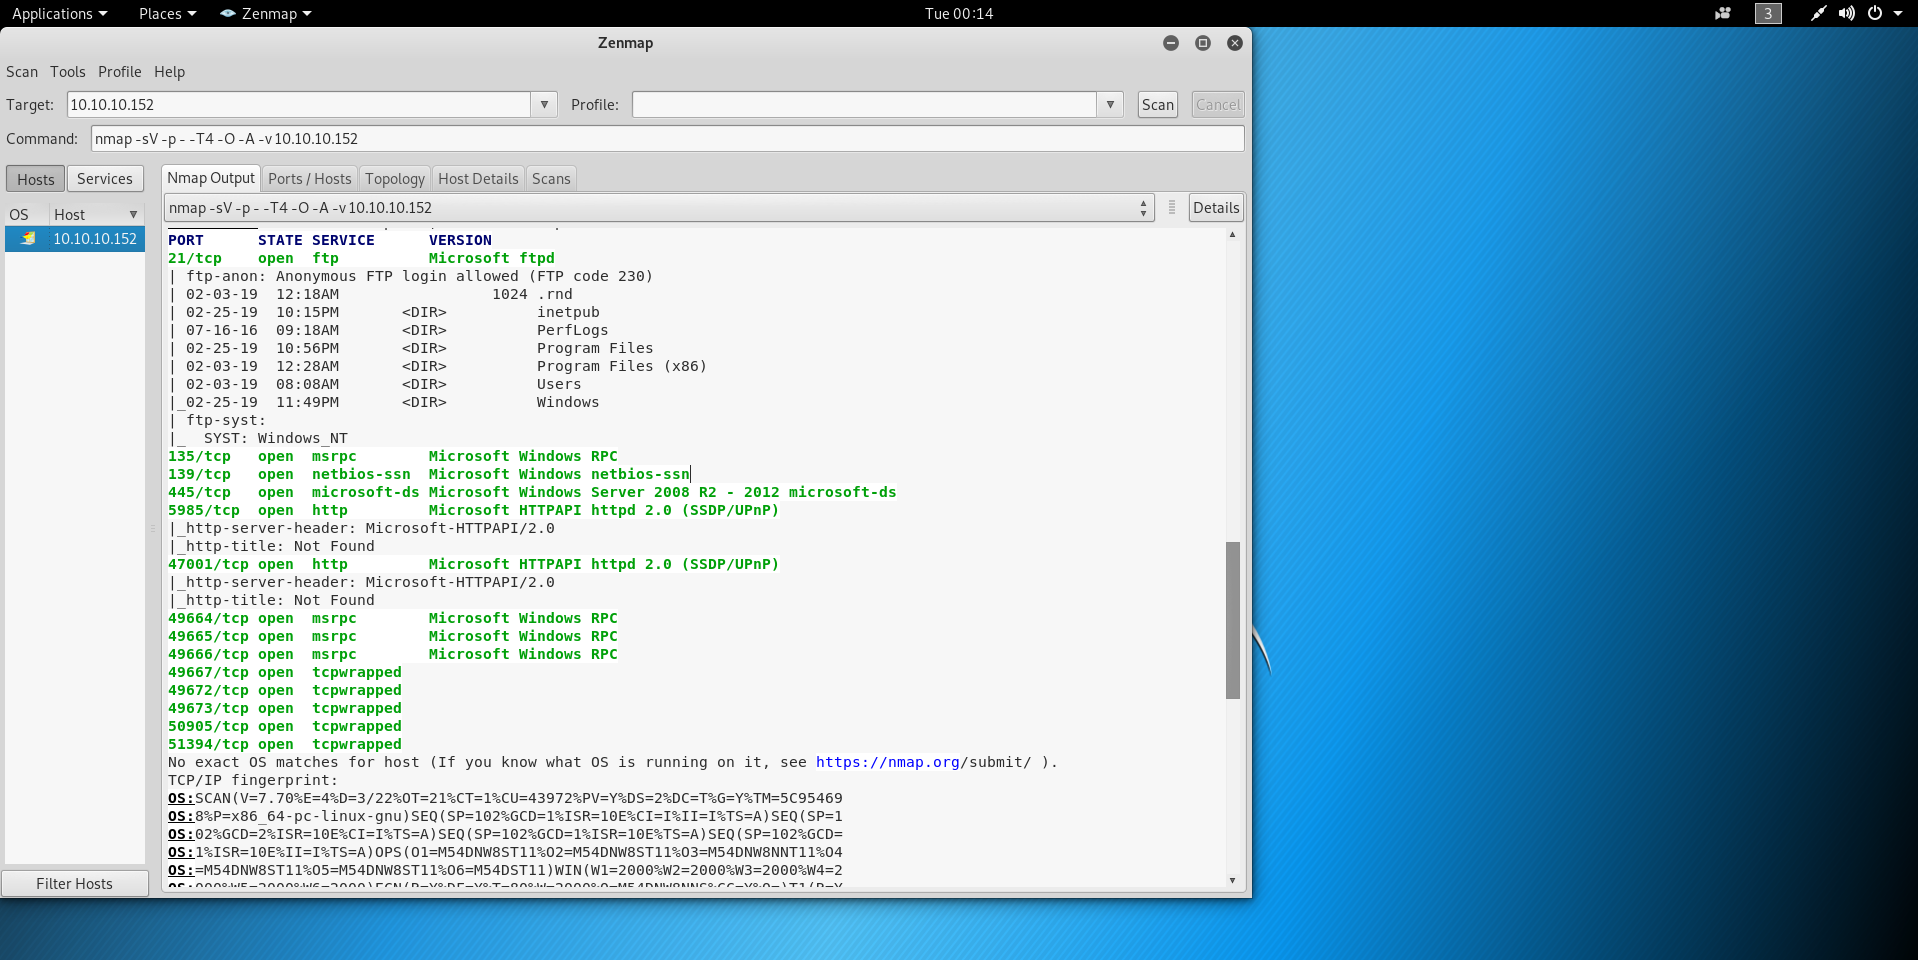 Applications Places Zenmap Tue 00:14 3
Zenmap
Scan Tools Profile Help
Target: 10.10.10.152 Profile: Scan Cancel
Command: nmap -sV -p - -T4 -O -A -v 10.10.10.152
Hosts Services Nmap Output Ports / Hosts Topology Host Details Scans
nmap -sV -p - -T4 -O -A -v 10.10.10.152 Details
OS Host
10.10.10.152
PORT STATE SERVICE VERSION
21/tcp open ftp Microsoft ftpd
| ftp-anon: Anonymous FTP login allowed (FTP code 230)
| 02-03-19 12:18AM 1024 .rnd
| 02-25-19 10:15PM <DIR> inetpub
| 07-16-16 09:18AM <DIR> PerfLogs
| 02-25-19 10:56PM <DIR> Program Files
| 02-03-19 12:28AM <DIR> Program Files (x86)
| 02-03-19 08:08AM <DIR> Users
|_02-25-19 11:49PM <DIR> Windows
| ftp-syst:
|_ SYST: Windows_NT
135/tcp open msrpc Microsoft Windows RPC
139/tcp open netbios-ssn Microsoft Windows netbios-ssn
445/tcp open microsoft-ds Microsoft Windows Server 2008 R2 - 2012 microsoft-ds
5985/tcp open http Microsoft HTTPAPI httpd 2.0 (SSDP/UPnP)
|_http-server-header: Microsoft-HTTPAPI/2.0
|_http-title: Not Found
47001/tcp open http Microsoft HTTPAPI httpd 2.0 (SSDP/UPnP)
|_http-server-header: Microsoft-HTTPAPI/2.0
|_http-title: Not Found
49664/tcp open msrpc Microsoft Windows RPC
49665/tcp open msrpc Microsoft Windows RPC
49666/tcp open msrpc Microsoft Windows RPC
49667/tcp open tcpwrapped
49672/tcp open tcpwrapped
49673/tcp open tcpwrapped
50905/tcp open tcpwrapped
51394/tcp open tcpwrapped
No exact OS matches for host (If you know what OS is running on it, see https://nmap.org/submit/ ).
TCP/IP fingerprint:
OS:SCAN(V=7.70%E=4%D=3/22%OT=21%CT=1%CU=43972%PV=Y%DS=2%DC=T%G=Y%TM=5C95469
OS:8%P=x86_64-pc-linux-gnu)SEQ(SP=102%GCD=1%ISR=10E%CI=I%II=I%TS=A)SEQ(SP=1
OS:02%GCD=2%ISR=10E%CI=I%TS=A)SEQ(SP=102%GCD=1%ISR=10E%TS=A)SEQ(SP=102%GCD=
OS:1%ISR=10E%II=I%TS=A)OPS(O1=M54DNW8ST11%O2=M54DNW8ST11%O3=M54DNW8NNT11%O4
OS:=M54DNW8ST11%O5=M54DNW8ST11%O6=M54DST11)WIN(W1=2000%W2=2000%W3=2000%W4=2
Filter Hosts